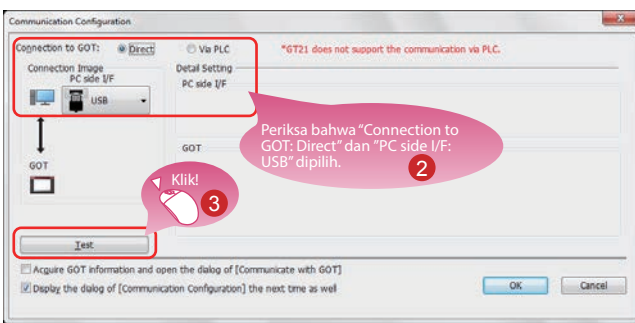 Communication Configuration
Connection to GOT: Direct Via PLC *GT21 does not support the communication via PLC.
Connection Image
PC side I/F
USB
Detail Setting
PC side I/F
Periksa bahwa "Connection to
GOT: Direct" dan "PC side I/F:
USB" dipilih.
2
GOT
GOT
Klik!
3
Test
Acquire GOT information and open the dialog of [Communicate with GOT]
Display the dialog of [Communication Configuration] the next time as well
OK Cancel